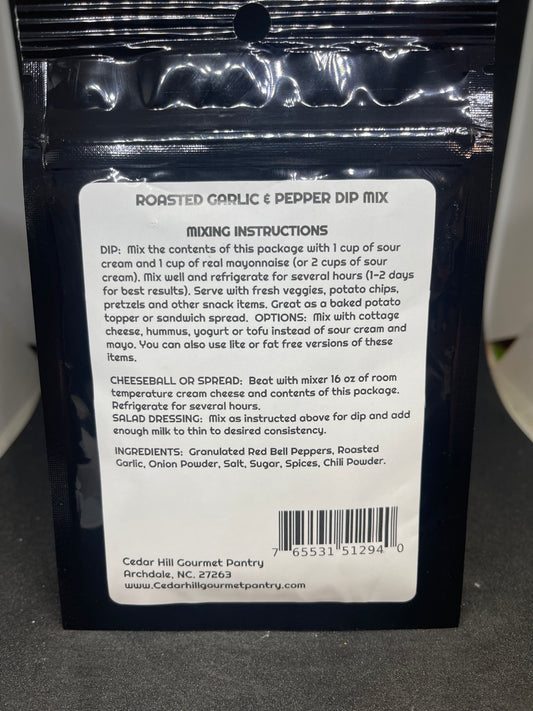 ROASTED GARLIC & PEPPER DIP MIX
MIXING INSTRUCTIONS
DIP: Mix the contents of this package with 1 cup of sour
cream and 1 cup of real mayonnaise (or 2 cups of sour
cream). Mix well and refrigerate for several hours (1-2 days
for best results). Serve with fresh veggies, potato chips,
pretzels and other snack items. Great as a baked potato
topper or sandwich spread. OPTIONS: Mix with cottage
cheese, hummus, yogurt or tofu instead of sour cream and
mayo. You can also use lite or fat free versions of these
items.
CHEESEBALL OR SPREAD: Beat with mixer 16 oz of room
temperature cream cheese and contents of this package.
Refrigerate for several hours.
SALAD DRESSING: Mix as instructed above for dip and add
enough milk to thin to desired consistency.
INGREDIENTS: Granulated Red Bell Peppers, Roasted
Garlic, Onion Powder, Salt, Sugar, Spices, Chili Powder.
7 65531 51294 0
Cedar Hill Gourmet Pantry
Archdale, NC. 27263
www.Cedarhillgourmetpantry.com